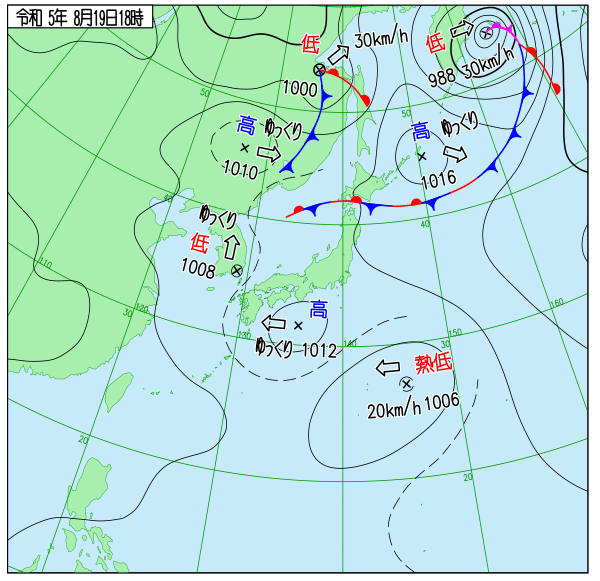 令和 5年 8月19日18時
低
30km/h
1000
低
988 30km/h
50
50
高
ゆっくり
1010
高
ゆっくり
1016
40
40
ゆっくり
低
1008
110
120
30
130
高
ゆっくり 1012
140
30
150
160
熱低
20km/h 1006
20
20